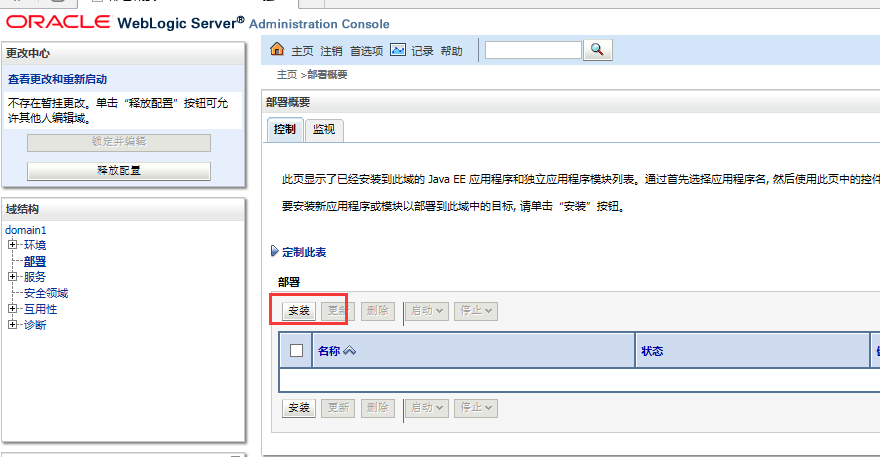 ORACLE WebLogic Server® Administration Console
更改中心
查看更改和重新启动
不存在暂挂更改。单击“释放配置”按钮可允
许其他人编辑域。
锁定并编辑
释放配置
域结构
domain1
环境
部署
服务
安全领域
互用性
诊断
主页 注销 首选项 记录 帮助
主页 >部署概要
部署概要
控制 监视
此页显示了已经安装到此域的 Java EE 应用程序和独立应用程序模块列表。通过首先选择应用程序名, 然后使用此页中的控件
要安装新应用程序或模块以部署到此域中的目标, 请单击“安装”按钮。
定制此表
部署
安装 更新 删除 启动 停止
名称 状态
安装 更新 删除 启动 停止